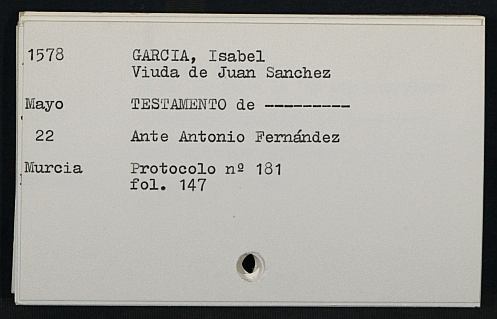 1578 GARCIA, Isabel
Viuda de Juan Sanchez
Mayo TESTAMENTO de ---------
22 Ante Antonio Fernández
Murcia Protocolo nº 181
fol. 147